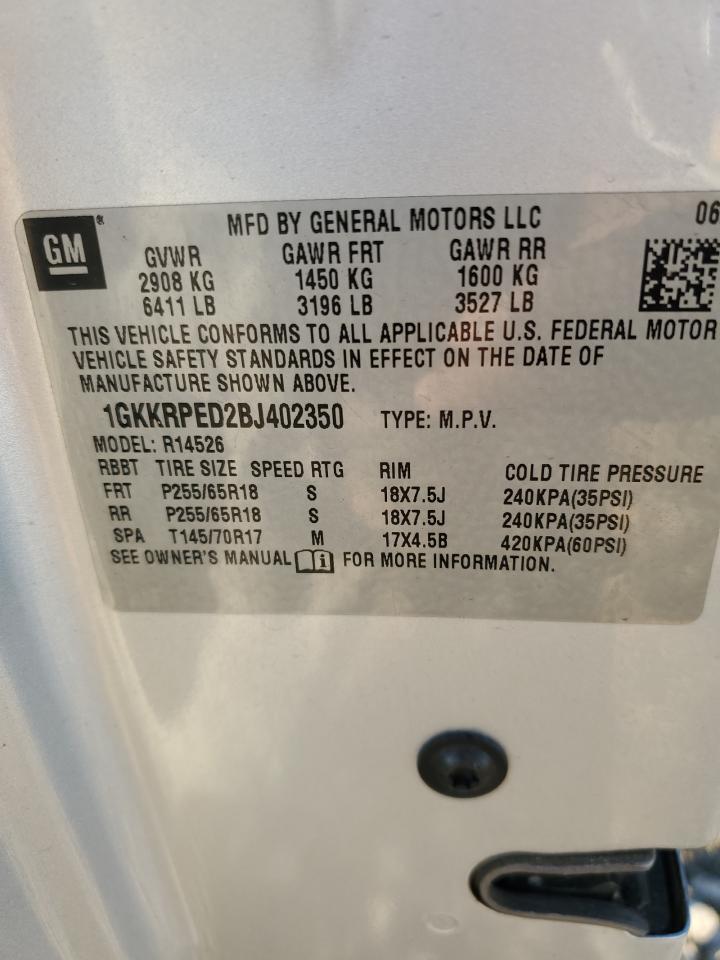 GM® MFD BY GENERAL MOTORS LLC 06
GVWR GAWR FRT GAWR RR
2908 KG 1450 KG 1600 KG
6411 LB 3196 LB 3527 LB
THIS VEHICLE CONFORMS TO ALL APPLICABLE U.S. FEDERAL MOTOR
VEHICLE SAFETY STANDARDS IN EFFECT ON THE DATE OF
MANUFACTURE SHOWN ABOVE.
1GKKRPED2BJ402350 TYPE: M.P.V.
MODEL: R14526
RBBT TIRE SIZE SPEED RTG RIM COLD TIRE PRESSURE
FRT P255/65R18 S 18X7.5J 240KPA(35PSI)
RR P255/65R18 S 18X7.5J 240KPA(35PSI)
SPA T145/70R17 M 17X4.5B 420KPA(60PSI)
SEE OWNER'S MANUAL FOR MORE INFORMATION.